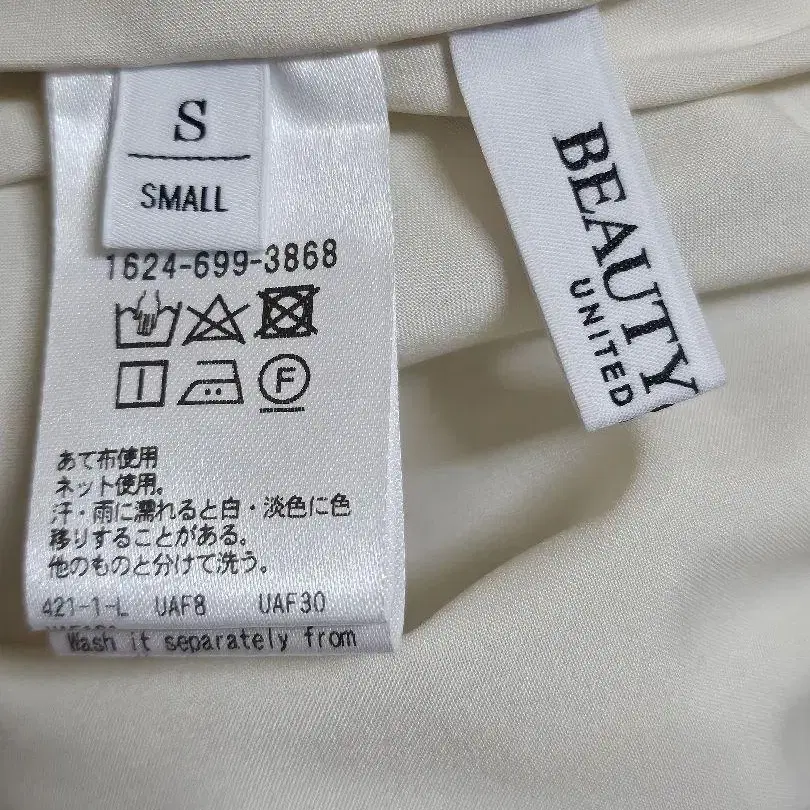 S
SMALL
1624-699-3868
F
あて布使用
ネット使用。
汗・雨に濡れると白・淡色に色
移りすることがある。
他のものと分けて洗う。
421-1-L UAF8 UAF30
Wash it separately from
BEAUTY
UNITED